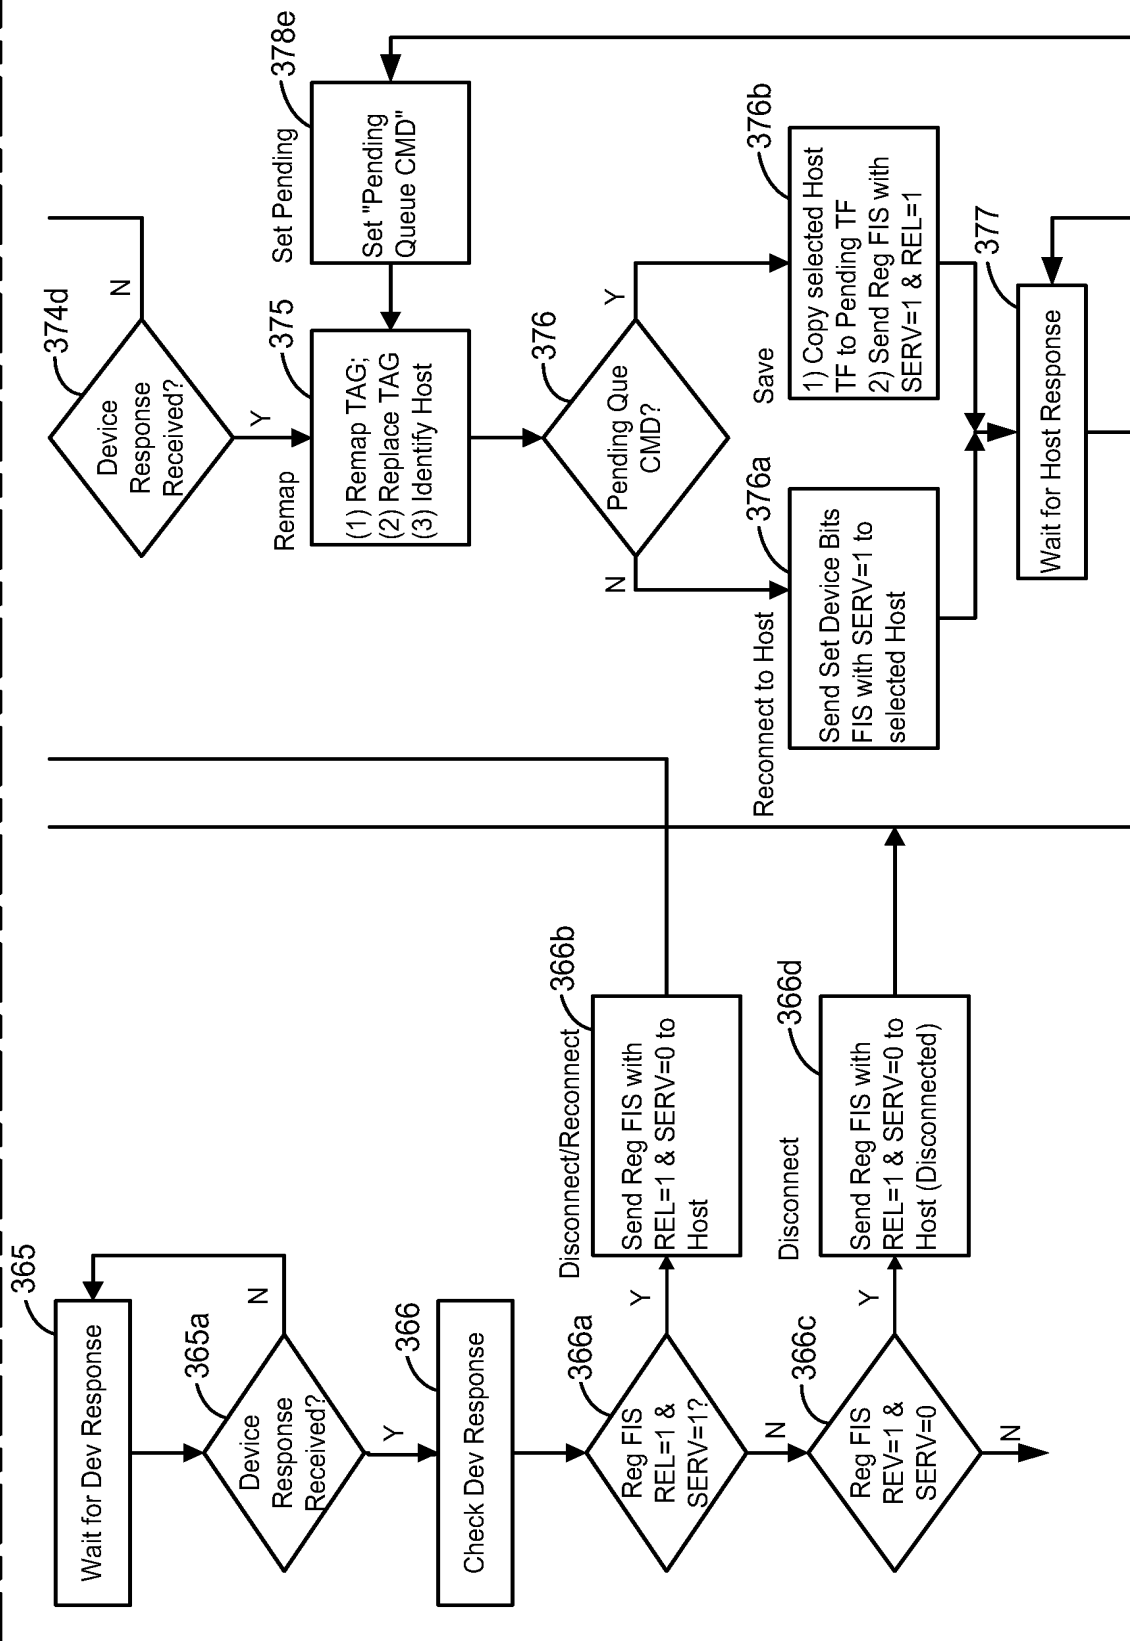 365
Wait for Dev Response
365a
Device
Response
Received?
N
Y
366
Check Dev Response
366a
Reg FIS
REL=1 &
SERV=1?
Y
N
Disconnect/Reconnect
366b
Send Reg FIS with
REL=1 & SERV=0 to
Host
366c
Reg FIS
REV=1 &
SERV=0
Y
N
Disconnect
366d
Send Reg FIS with
REL=1 & SERV=0 to
Host (Disconnected)
374d
Device
Response
Received?
N
Y
Set Pending
378e
Set "Pending
Queue CMD"
Remap
375
(1) Remap TAG;
(2) Replace TAG
(3) Identify Host
376
Pending Que
CMD?
N
Y
Reconnect to Host
376a
Send Set Device Bits
FIS with SERV=1 to
selected Host
Save
376b
1) Copy selected Host
TF to Pending TF
2) Send Reg FIS with
SERV=1 & REL=1
377
Wait for Host Response